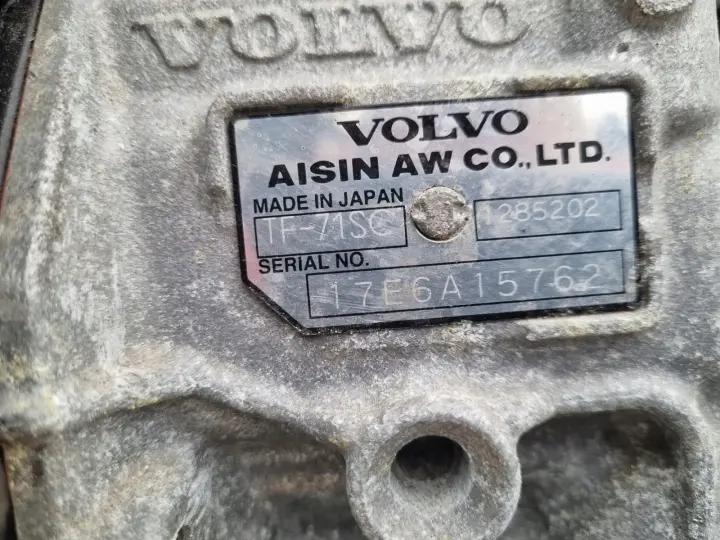 VOLVO
VOLVO
AISIN AW CO., LTD.
MADE IN JAPAN
TF-71SC 1285202
SERIAL NO.
17E6A15762